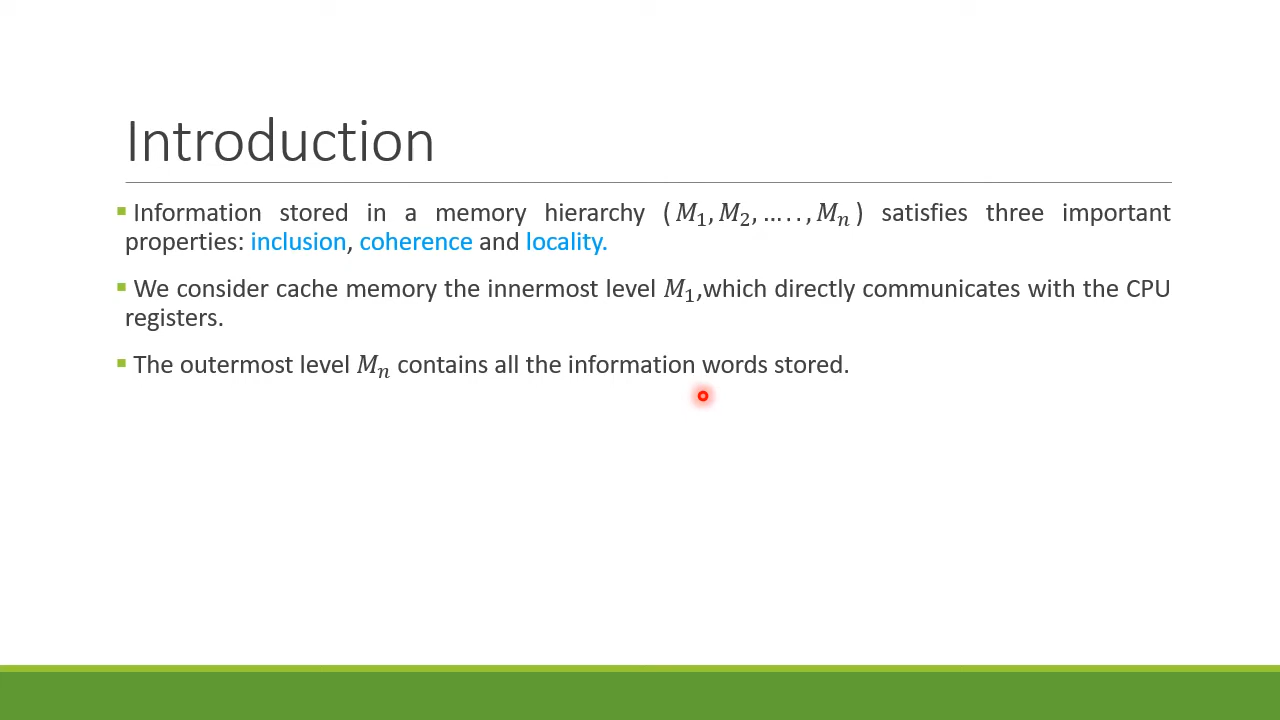 Introduction
▪ Information stored in a memory hierarchy ( 𝑀₁, 𝑀₂, … . . , 𝑀ₙ ) satisfies three important
properties: inclusion, coherence and locality.
▪ We consider cache memory the innermost level 𝑀₁,which directly communicates with the CPU
registers.
▪ The outermost level 𝑀ₙ contains all the information words stored.